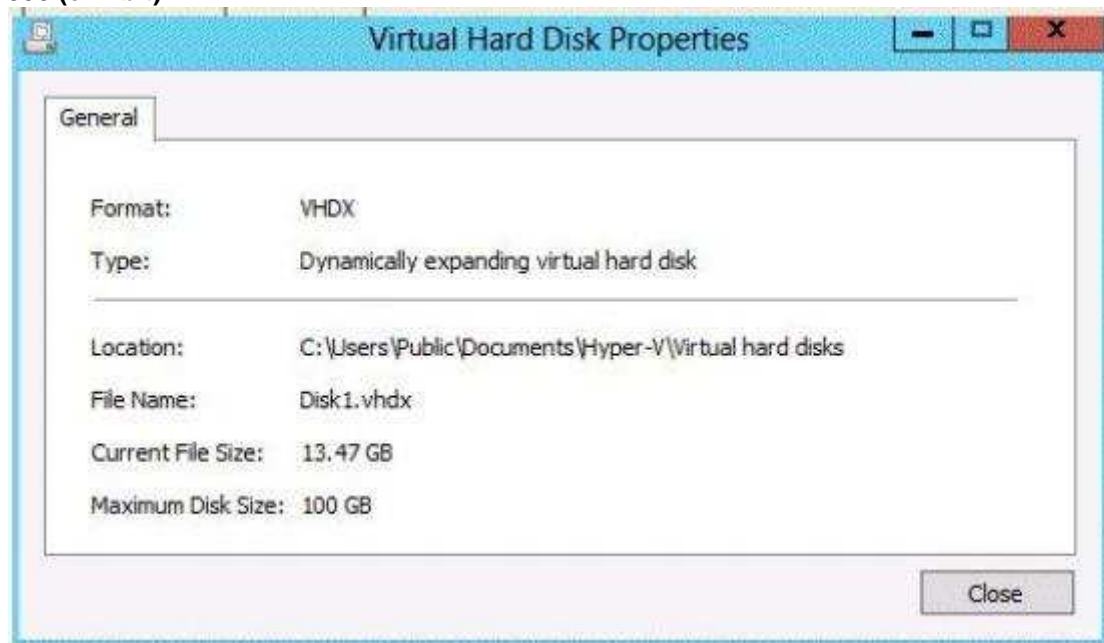 Virtual Hard Disk Properties
General
Format: VHDX
Type: Dynamically expanding virtual hard disk
Location: C:\Users\Public\Documents\Hyper-V\Virtual hard disks
File Name: Disk1.vhdx
Current File Size: 13.47 GB
Maximum Disk Size: 100 GB
Close